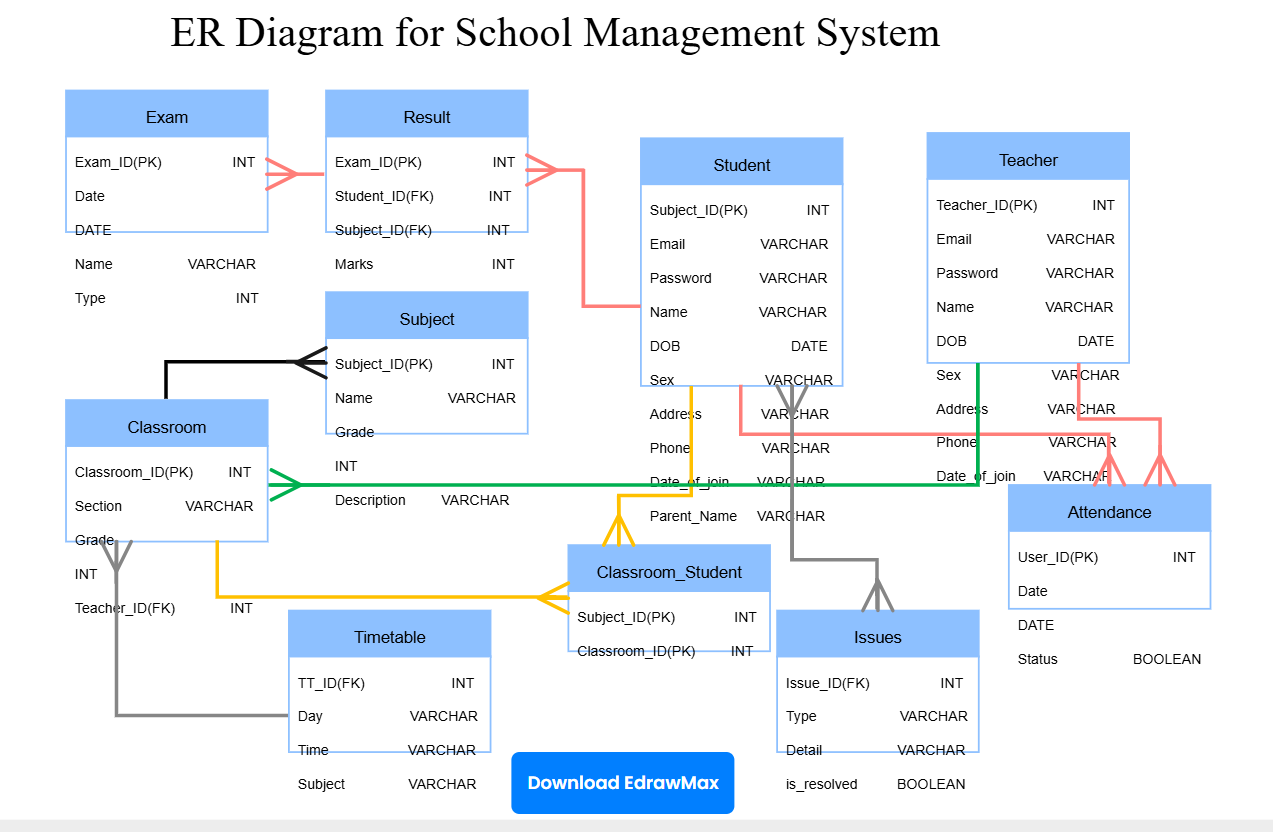 ER Diagram for School Management System
Exam
Exam_ID(PK) INT
Date
DATE
Name VARCHAR
Type INT
Result
Exam_ID(PK) INT
Student_ID(FK) INT
Subject_ID(FK) INT
Marks INT
Student
Subject_ID(PK) INT
Email VARCHAR
Password VARCHAR
Name VARCHAR
DOB DATE
Sex VARCHAR
Address VARCHAR
Phone VARCHAR
Date_of_join VARCHAR
Parent_Name VARCHAR
Teacher
Teacher_ID(PK) INT
Email VARCHAR
Password VARCHAR
Name VARCHAR
DOB DATE
Sex VARCHAR
Address VARCHAR
Phone VARCHAR
Date_of_join VARCHAR
Subject
Subject_ID(PK) INT
Name VARCHAR
Grade
INT
Description VARCHAR
Classroom
Classroom_ID(PK) INT
Section VARCHAR
Grade
INT
Teacher_ID(FK) INT
Attendance
User_ID(PK) INT
Date
DATE
Status BOOLEAN
Classroom_Student
Subject_ID(PK) INT
Classroom_ID(PK) INT
Timetable
TT_ID(FK) INT
Day VARCHAR
Time VARCHAR
Subject VARCHAR
Issues
Issue_ID(FK) INT
Type VARCHAR
Detail VARCHAR
is_resolved BOOLEAN
Download EdrawMax